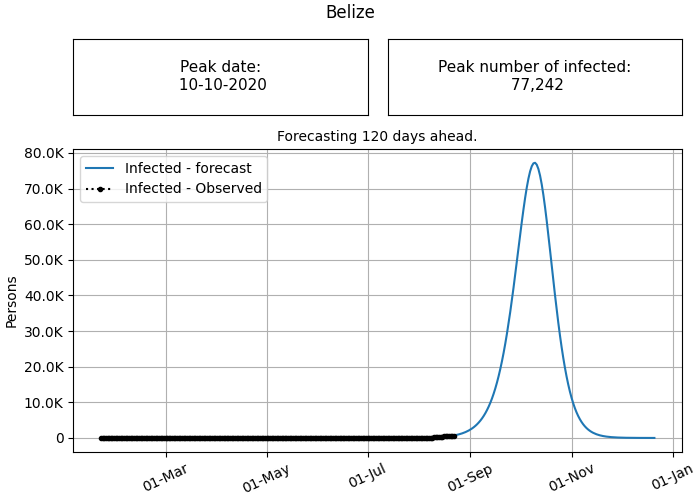 Belize
Peak date:
10-10-2020
Peak number of infected:
77,242
Forecasting 120 days ahead.
Infected - forecast
Infected - Observed
80.0K
70.0K
60.0K
50.0K
40.0K
30.0K
20.0K
10.0K
0
Persons
01-Mar
01-May
01-Jul
01-Sep
01-Nov
01-Jan